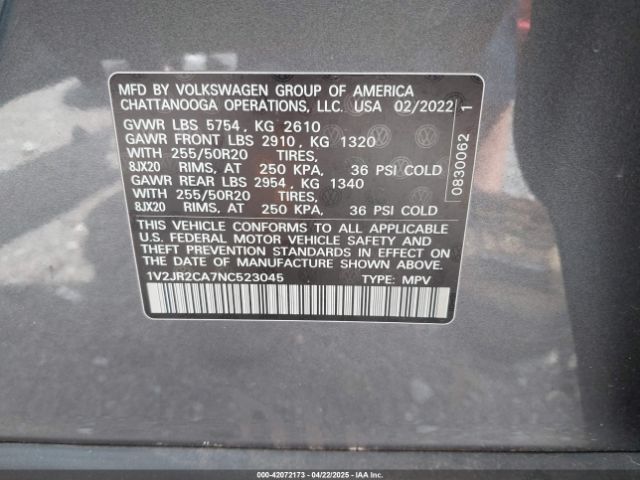 MFD BY VOLKSWAGEN GROUP OF AMERICA
CHATTANOOGA OPERATIONS, LLC. USA 02/2022
GVWR LBS 5754, KG 2610
GAWR FRONT LBS 2910, KG 1320
WITH 255/50R20 TIRES,
8JX20 RIMS, AT 250 KPA, 36 PSI COLD
GAWR REAR LBS 2954, KG 1340
WITH 255/50R20 TIRES,
8JX20 RIMS, AT 250 KPA, 36 PSI COLD
THIS VEHICLE CONFORMS TO ALL APPLICABLE
U.S. FEDERAL MOTOR VEHICLE SAFETY AND
THEFT PREVENTION STANDARDS IN EFFECT ON THE
DATE OF MANUFACTURE SHOWN ABOVE.
1V2JR2CA7NC523045 TYPE: MPV
0830062 1
000-42072173 - 04/22/2025 - IAAI.COM